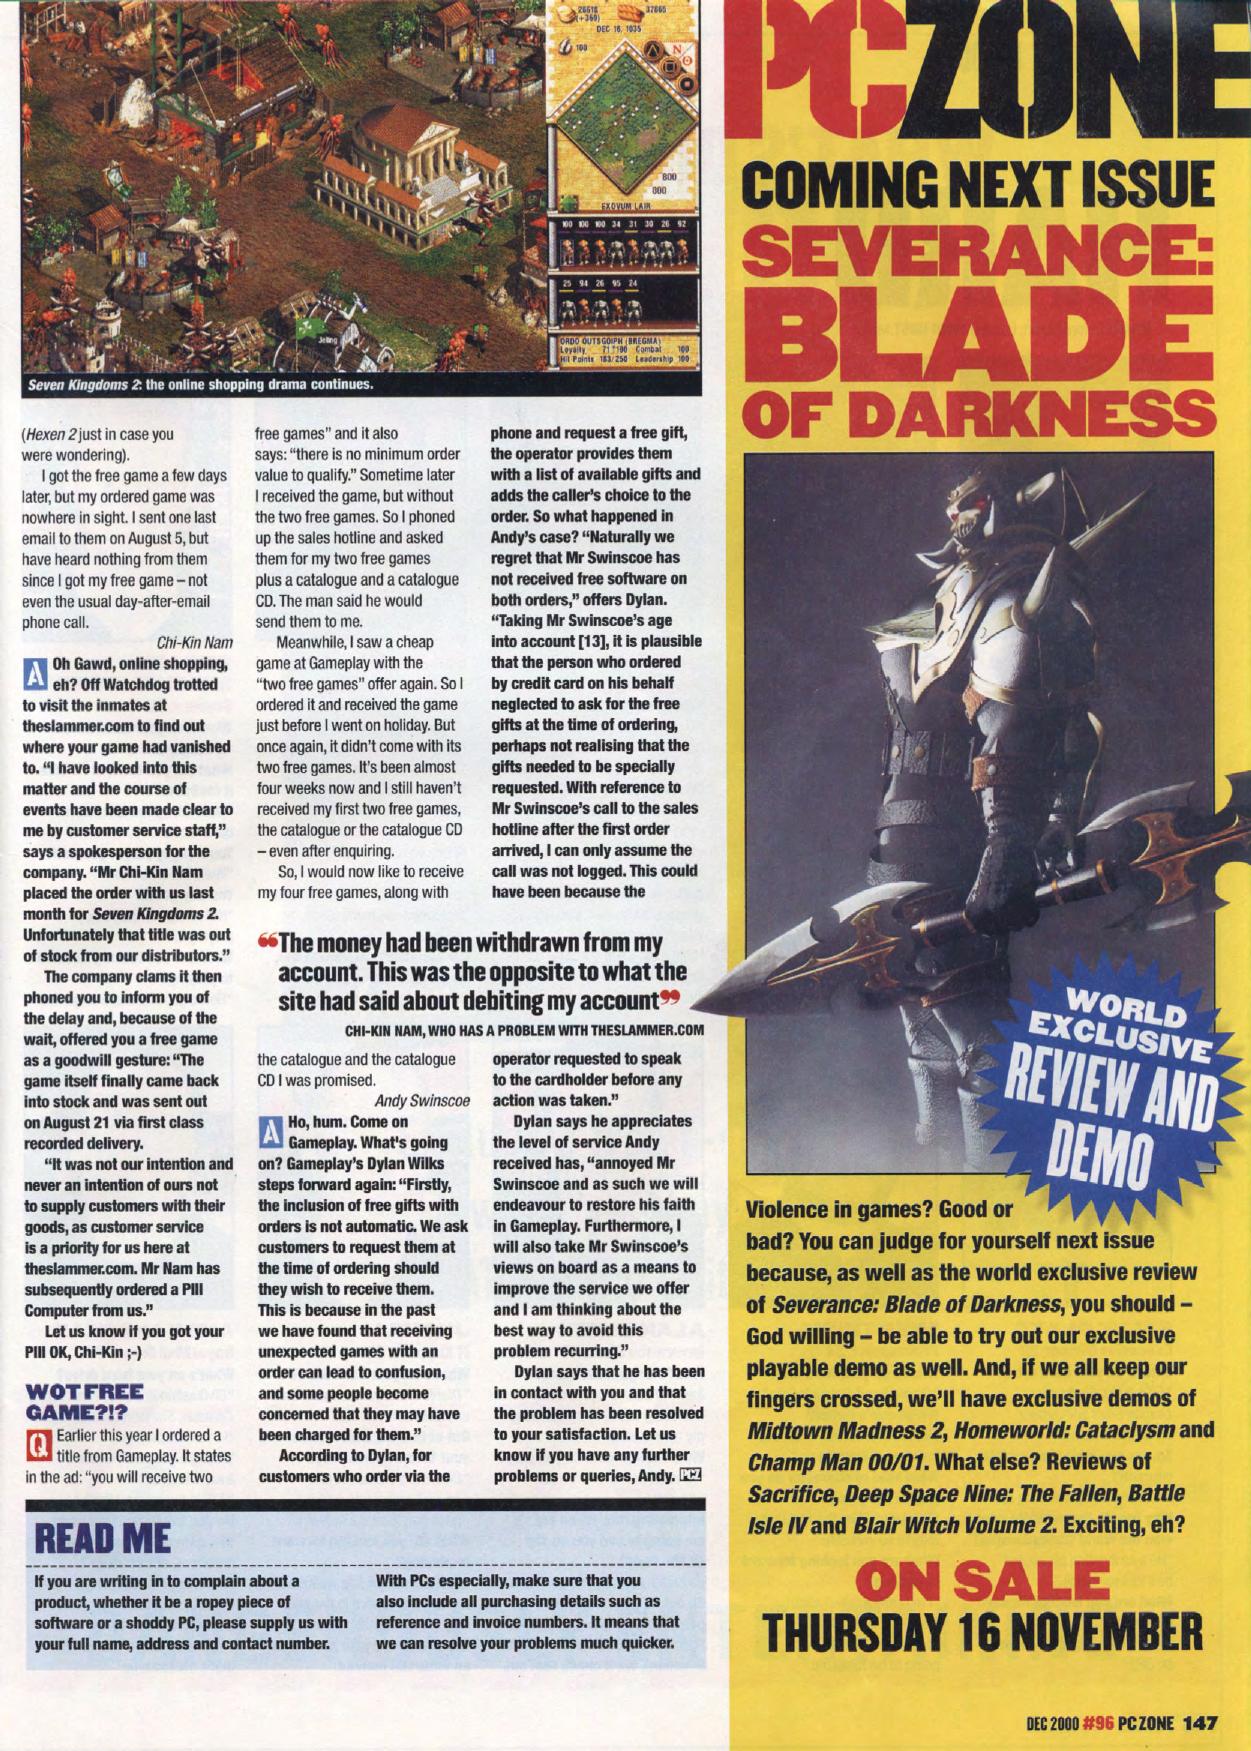 26618
(+369)
37865
DEC 16, 1035
100
N
800
800
EXOVUM LAIR
100 100 100 34 31 30 26 92
25 94 26 95 24
ORDO OUTSGOIPH (BREGMA)
Loyalty 71 100 Combat 100
Hit Points 183/250 Leadership 100
Jelling
Seven Kingdoms 2: the online shopping drama continues.
(Hexen 2 just in case you
were wondering).
I got the free game a few days
later, but my ordered game was
nowhere in sight. I sent one last
email to them on August 5, but
have heard nothing from them
since I got my free game – not
even the usual day-after-email
phone call.
Chi-Kin Nam
A Oh Gawd, online shopping,
eh? Off Watchdog trotted
to visit the inmates at
theslammer.com to find out
where your game had vanished
to. “I have looked into this
matter and the course of
events have been made clear to
me by customer service staff,”
says a spokesperson for the
company. “Mr Chi-Kin Nam
placed the order with us last
month for Seven Kingdoms 2.
Unfortunately that title was out
of stock from our distributors.”
The company clams it then
phoned you to inform you of
the delay and, because of the
wait, offered you a free game
as a goodwill gesture: “The
game itself finally came back
into stock and was sent out
on August 21 via first class
recorded delivery.
“It was not our intention and
never an intention of ours not
to supply customers with their
goods, as customer service
is a priority for us here at
theslammer.com. Mr Nam has
subsequently ordered a PIII
Computer from us.”
Let us know if you got your
PIII OK, Chi-Kin ;-)
WOT FREE
GAME?!?
Q Earlier this year I ordered a
title from Gameplay. It states
in the ad: “you will receive two
free games” and it also
says: “there is no minimum order
value to qualify.” Sometime later
I received the game, but without
the two free games. So I phoned
up the sales hotline and asked
them for my two free games
plus a catalogue and a catalogue
CD. The man said he would
send them to me.
Meanwhile, I saw a cheap
game at Gameplay with the
“two free games” offer again. So I
ordered it and received the game
just before I went on holiday. But
once again, it didn’t come with its
two free games. It’s been almost
four weeks now and I still haven’t
received my first two free games,
the catalogue or the catalogue CD
– even after enquiring.
So, I would now like to receive
my four free games, along with
the catalogue and the catalogue
CD I was promised.
Andy Swinscoe
A Ho, hum. Come on
Gameplay. What’s going
on? Gameplay’s Dylan Wilks
steps forward again: “Firstly,
the inclusion of free gifts with
orders is not automatic. We ask
customers to request them at
the time of ordering should
they wish to receive them.
This is because in the past
we have found that receiving
unexpected games with an
order can lead to confusion,
and some people become
concerned that they may have
been charged for them.”
According to Dylan, for
customers who order via the
phone and request a free gift,
the operator provides them
with a list of available gifts and
adds the caller’s choice to the
order. So what happened in
Andy’s case? “Naturally we
regret that Mr Swinscoe has
not received free software on
both orders,” offers Dylan.
“Taking Mr Swinscoe’s age
into account [13], it is plausible
that the person who ordered
by credit card on his behalf
neglected to ask for the free
gifts at the time of ordering,
perhaps not realising that the
gifts needed to be specially
requested. With reference to
Mr Swinscoe’s call to the sales
hotline after the first order
arrived, I can only assume the
call was not logged. This could
have been because the
operator requested to speak
to the cardholder before any
action was taken.”
Dylan says he appreciates
the level of service Andy
received has, “annoyed Mr
Swinscoe and as such we will
endeavour to restore his faith
in Gameplay. Furthermore, I
will also take Mr Swinscoe’s
views on board as a means to
improve the service we offer
and I am thinking about the
best way to avoid this
problem recurring.”
Dylan says that he has been
in contact with you and that
the problem has been resolved
to your satisfaction. Let us
know if you have any further
problems or queries, Andy. PCZ
“The money had been withdrawn from my
account. This was the opposite to what the
site had said about debiting my account”
CHI-KIN NAM, WHO HAS A PROBLEM WITH THESLAMMER.COM
READ ME
If you are writing in to complain about a
product, whether it be a ropey piece of
software or a shoddy PC, please supply us with
your full name, address and contact number.
With PCs especially, make sure that you
also include all purchasing details such as
reference and invoice numbers. It means that
we can resolve your problems much quicker.
PCZONE
COMING NEXT ISSUE
SEVERANCE:
BLADE
OF DARKNESS
WORLD
EXCLUSIVE
REVIEW AND
DEMO
Violence in games? Good or
bad? You can judge for yourself next issue
because, as well as the world exclusive review
of Severance: Blade of Darkness, you should –
God willing – be able to try out our exclusive
playable demo as well. And, if we all keep our
fingers crossed, we’ll have exclusive demos of
Midtown Madness 2, Homeworld: Cataclysm and
Champ Man 00/01. What else? Reviews of
Sacrifice, Deep Space Nine: The Fallen, Battle
Isle IV and Blair Witch Volume 2. Exciting, eh?
ON SALE
THURSDAY 16 NOVEMBER
DEC 2000 #96 PC ZONE 147